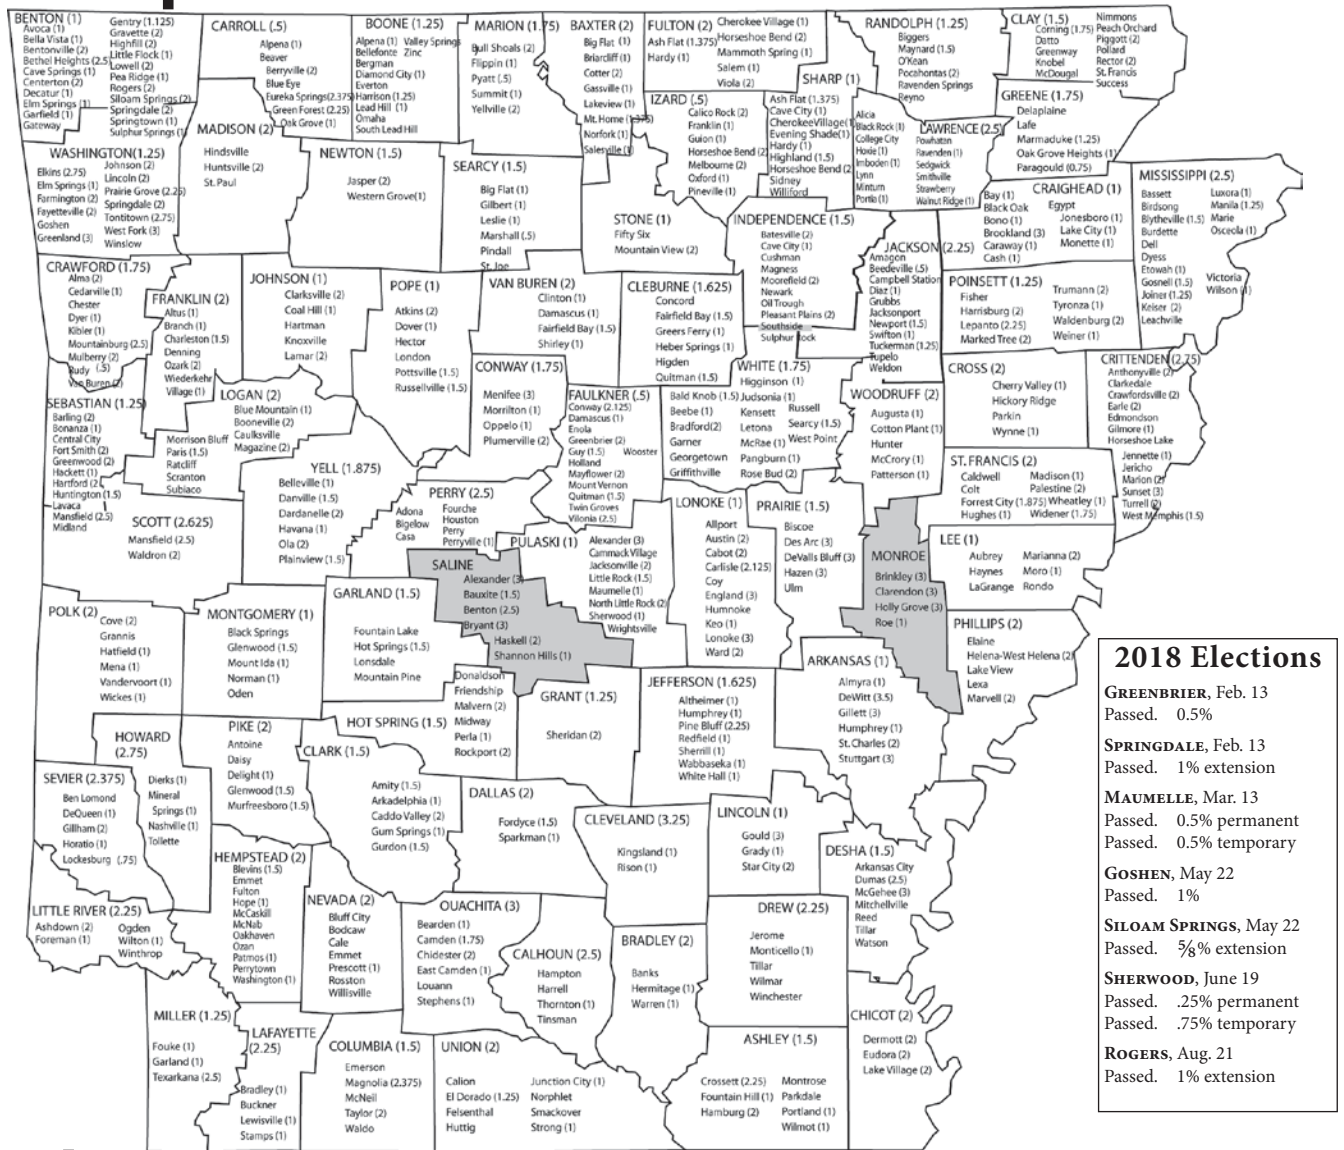 BENTON (1)
Avoca (1)
Bella Vista (1)
Bentonville (2)
Bethel Heights (2.5)
Cave Springs (1)
Centerton (2)
Decatur (1)
Elm Springs (1)
Garfield (1)
Gateway
Gentry (1.125)
Gravette (2)
Highfill (2)
Little Flock (1)
Lowell (2)
Pea Ridge (1)
Rogers (2)
Siloam Springs (2)
Springdale (2)
Springtown (1)
Sulphur Springs (1)
CARROLL (.5)
Alpena (1)
Beaver
Berryville (2)
Blue Eye
Eureka Springs(2.375)
Green Forest (2.25)
Oak Grove (1)
BOONE (1.25)
Alpena (1) Valley Springs
Bellefonte Zinc
Bergman
Diamond City (1)
Everton
Harrison (1.25)
Lead Hill (1)
Omaha
South Lead Hill
MARION (1.75)
Bull Shoals (2)
Flippin (1)
Pyatt (.5)
Summit (1)
Yellville (2)
BAXTER (2)
Big Flat (1)
Briarcliff (1)
Cotter (2)
Gassville (1)
Lakeview (1)
Mt. Home (1.375)
Norfork (1)
Salesville (1)
FULTON (2)
Ash Flat (1.375)
Hardy (1)
Cherokee Village (1)
Horseshoe Bend (2)
Mammoth Spring (1)
Salem (1)
Viola (2)
SHARP (1)
Ash Flat (1.375)
Cave City (1)
CherokeeVillage(1)
Evening Shade(1)
Hardy (1)
Highland (1.5)
Horseshoe Bend (2)
Sidney
Williford
RANDOLPH (1.25)
Biggers
Maynard (1.5)
O'Kean
Pocahontas (2)
Ravenden Springs
Reyno
CLAY (1.5)
Corning (1.75)
Datto
Greenway
Knobel
McDougal
Nimmons
Peach Orchard
Piggott (2)
Pollard
Rector (2)
St. Francis
Success
GREENE (1.75)
Delaplaine
Lafe
Marmaduke (1.25)
Oak Grove Heights (1)
Paragould (0.75)
IZARD (.5)
Calico Rock (2)
Franklin (1)
Guion (1)
Horseshoe Bend (2)
Melbourne (2)
Oxford (1)
Pineville (1)
LAWRENCE (2.5)
Alicia
Black Rock (1)
College City
Hoxie (1)
Imboden (1)
Lynn
Minturn
Portia (1)
Powhatan
Ravenden (1)
Sedgwick
Smithville
Strawberry
Walnut Ridge (1)
MADISON (2)
Hindsville
Huntsville (2)
St. Paul
NEWTON (1.5)
Jasper (2)
Western Grove(1)
SEARCY (1.5)
Big Flat (1)
Gilbert (1)
Leslie (1)
Marshall (.5)
Pindall
St. Joe
WASHINGTON(1.25)
Elkins (2.75)
Elm Springs (1)
Farmington (2)
Fayetteville (2)
Goshen
Greenland (3)
Johnson (2)
Lincoln (2)
Prairie Grove (2.25)
Springdale (2)
Tontitown (2.75)
West Fork (3)
Winslow
STONE (1)
Fifty Six
Mountain View (2)
INDEPENDENCE (1.5)
Batesville (2)
Cave City (1)
Cushman
Magness
Moorefield (2)
Newark
Oil Trough
Pleasant Plains (2)
Southside
Sulphur Rock
JACKSON (2.25)
Amagon
Beedeville (.5)
Campbell Station
Diaz (1)
Grubbs
Jacksonport
Newport (1.5)
Swifton (1)
Tuckerman (1.25)
Tupelo
Weldon
CRAIGHEAD (1)
Bay (1)
Black Oak
Bono (1)
Brookland (3)
Caraway (1)
Cash (1)
Egypt
Jonesboro (1)
Lake City (1)
Monette (1)
MISSISSIPPI (2.5)
Bassett
Birdsong
Blytheville (1.5)
Burdette
Dell
Dyess
Etowah (1)
Gosnell (1.5)
Joiner (1.25)
Keiser (2)
Leachville
Luxora (1)
Manila (1.25)
Marie
Osceola (1)
Victoria
Wilson (1)
CRAWFORD (1.75)
Alma (2)
Cedarville (1)
Chester
Dyer (1)
Kibler (1)
Mountainburg (2.5)
Mulberry (2)
Rudy (.5)
Van Buren (2)
FRANKLIN (2)
Altus (1)
Branch (1)
Charleston (1.5)
Denning
Ozark (2)
Wiederkehr
Village (1)
JOHNSON (1)
Clarksville (2)
Coal Hill (1)
Hartman
Knoxville
Lamar (2)
POPE (1)
Atkins (2)
Dover (1)
Hector
London
Pottsville (1.5)
Russellville (1.5)
VAN BUREN (2)
Clinton (1)
Damascus (1)
Fairfield Bay (1.5)
Shirley (1)
CLEBURNE (1.625)
Concord
Fairfield Bay (1.5)
Greers Ferry (1)
Heber Springs (1)
Higden
Quitman (1.5)
POINSETT (1.25)
Fisher
Harrisburg (2)
Lepanto (2.25)
Marked Tree (2)
Trumann (2)
Tyronza (1)
Waldenburg (2)
Weiner (1)
CONWAY (1.75)
Menifee (3)
Morrilton (1)
Oppelo (1)
Plumerville (2)
WHITE (1.75)
Bald Knob (1.5)
Beebe (1)
Bradford(2)
Garner
Georgetown
Griffithville
Higginson (1)
Judsonia (1)
Kensett
Letona
McRae (1)
Pangburn (1)
Rose Bud (2)
Russell
Searcy (1.5)
West Point
CROSS (2)
Cherry Valley (1)
Hickory Ridge
Parkin
Wynne (1)
CRITTENDEN (2.75)
Anthonyville (2)
Clarkedale
Crawfordsville (2)
Earle (2)
Edmondson
Gilmore (1)
Horseshoe Lake
Jennette (1)
Jericho
Marion (2)
Sunset (3)
Turrell (2)
West Memphis (1.5)
SEBASTIAN (1.25)
Barling (2)
Bonanza (1)
Central City
Fort Smith (2)
Greenwood (2)
Hackett (1)
Hartford (2)
Huntington (1.5)
Lavaca
Mansfield (2.5)
Midland
LOGAN (2)
Blue Mountain (1)
Booneville (2)
Caulksville
Magazine (2)
Morrison Bluff
Paris (1.5)
Ratcliff
Scranton
Subiaco
FAULKNER (.5)
Conway (2.125)
Damascus (1)
Enola
Greenbrier (2)
Guy (1.5) Wooster
Holland
Mayflower (2)
Mount Vernon
Quitman (1.5)
Twin Groves
Vilonia (2.5)
WOODRUFF (2)
Augusta (1)
Cotton Plant (1)
Hunter
McCrory (1)
Patterson (1)
ST. FRANCIS (2)
Caldwell
Colt
Forrest City (1.875)
Hughes (1)
Madison (1)
Palestine (2)
Wheatley (1)
Widener (1.75)
YELL (1.875)
Belleville (1)
Danville (1.5)
Dardanelle (2)
Havana (1)
Ola (2)
Plainview (1.5)
PERRY (2.5)
Adona
Bigelow
Casa
Fourche
Houston
Perry
Perryville (1)
SCOTT (2.625)
Mansfield (2.5)
Waldron (2)
PULASKI (1)
Alexander (3)
Cammack Village
Jacksonville (2)
Little Rock (1.5)
Maumelle (1)
North Little Rock (2)
Sherwood (1)
Wrightsville
LONOKE (1)
Allport
Austin (2)
Cabot (2)
Carlisle (2.125)
Coy
England (3)
Humnoke
Keo (1)
Lonoke (3)
Ward (2)
PRAIRIE (1.5)
Biscoe
Des Arc (3)
DeValls Bluff (3)
Hazen (3)
Ulm
MONROE
Brinkley (3)
Clarendon (3)
Holly Grove (3)
Roe (1)
LEE (1)
Aubrey
Haynes
LaGrange
Marianna (2)
Moro (1)
Rondo
SALINE
Alexander (3)
Bauxite (1.5)
Benton (2.5)
Bryant (3)
Haskell (2)
Shannon Hills (1)
GARLAND (1.5)
Fountain Lake
Hot Springs (1.5)
Lonsdale
Mountain Pine
POLK (2)
Cove (2)
Grannis
Hatfield (1)
Mena (1)
Vandervoort (1)
Wickes (1)
MONTGOMERY (1)
Black Springs
Glenwood (1.5)
Mount Ida (1)
Norman (1)
Oden
PHILLIPS (2)
Elaine
Helena-West Helena (2)
Lake View
Lexa
Marvell (2)
HOT SPRING (1.5)
Donaldson
Friendship
Malvern (2)
Midway
Perla (1)
Rockport (2)
GRANT (1.25)
Sheridan (2)
JEFFERSON (1.625)
Altheimer (1)
Humphrey (1)
Pine Bluff (2.25)
Redfield (1)
Sherrill (1)
Wabbaseka (1)
White Hall (1)
ARKANSAS (1)
Almyra (1)
DeWitt (3.5)
Gillett (3)
Humphrey (1)
St. Charles (2)
Stuttgart (3)
HOWARD
(2.75)
Dierks (1)
Mineral
Springs (1)
Nashville (1)
Tollette
PIKE (2)
Antoine
Daisy
Delight (1)
Glenwood (1.5)
Murfreesboro (1.5)
CLARK (1.5)
Amity (1.5)
Arkadelphia (1)
Caddo Valley (2)
Gum Springs (1)
Gurdon (1.5)
SEVIER (2.375)
Ben Lomond
DeQueen (1)
Gillham (2)
Horatio (1)
Lockesburg (.75)
DALLAS (2)
Fordyce (1.5)
Sparkman (1)
CLEVELAND (3.25)
Kingsland (1)
Rison (1)
LINCOLN (1)
Gould (3)
Grady (1)
Star City (2)
DESHA (1.5)
Arkansas City
Dumas (2.5)
McGehee (3)
Mitchellville
Reed
Tillar
Watson
HEMPSTEAD (2)
Blevins (1.5)
Emmet
Fulton
Hope (1)
McCaskill
McNab
Oakhaven
Ozan
Patmos (1)
Perrytown
Washington (1)
NEVADA (2)
Bluff City
Bodcaw
Cale
Emmet
Prescott (1)
Rosston
Willisville
OUACHITA (3)
Bearden (1)
Camden (1.75)
Chidester (2)
East Camden (1)
Louann
Stephens (1)
CALHOUN (2.5)
Hampton
Harrell
Thornton (1)
Tinsman
BRADLEY (2)
Banks
Hermitage (1)
Warren (1)
DREW (2.25)
Jerome
Monticello (1)
Tillar
Wilmar
Winchester
LITTLE RIVER (2.25)
Ashdown (2)
Foreman (1)
Ogden
Wilton (1)
Winthrop
MILLER (1.25)
Fouke (1)
Garland (1)
Texarkana (2.5)
LAFAYETTE
(2.25)
Bradley (1)
Buckner
Lewisville (1)
Stamps (1)
COLUMBIA (1.5)
Emerson
Magnolia (2.375)
McNeil
Taylor (2)
Waldo
UNION (2)
Calion
El Dorado (1.25)
Felsenthal
Huttig
Junction City (1)
Norphlet
Smackover
Strong (1)
ASHLEY (1.5)
Crossett (2.25)
Fountain Hill (1)
Hamburg (2)
Montrose
Parkdale
Portland (1)
Wilmot (1)
CHICOT (2)
Dermott (2)
Eudora (2)
Lake Village (2)
2018 Elections
GREENBRIER, Feb. 13
Passed. 0.5%
SPRINGDALE, Feb. 13
Passed. 1% extension
MAUMELLE, Mar. 13
Passed. 0.5% permanent
Passed. 0.5% temporary
GOSHEN, May 22
Passed. 1%
SILOAM SPRINGS, May 22
Passed. ⅝% extension
SHERWOOD, June 19
Passed. .25% permanent
Passed. .75% temporary
ROGERS, Aug. 21
Passed. 1% extension